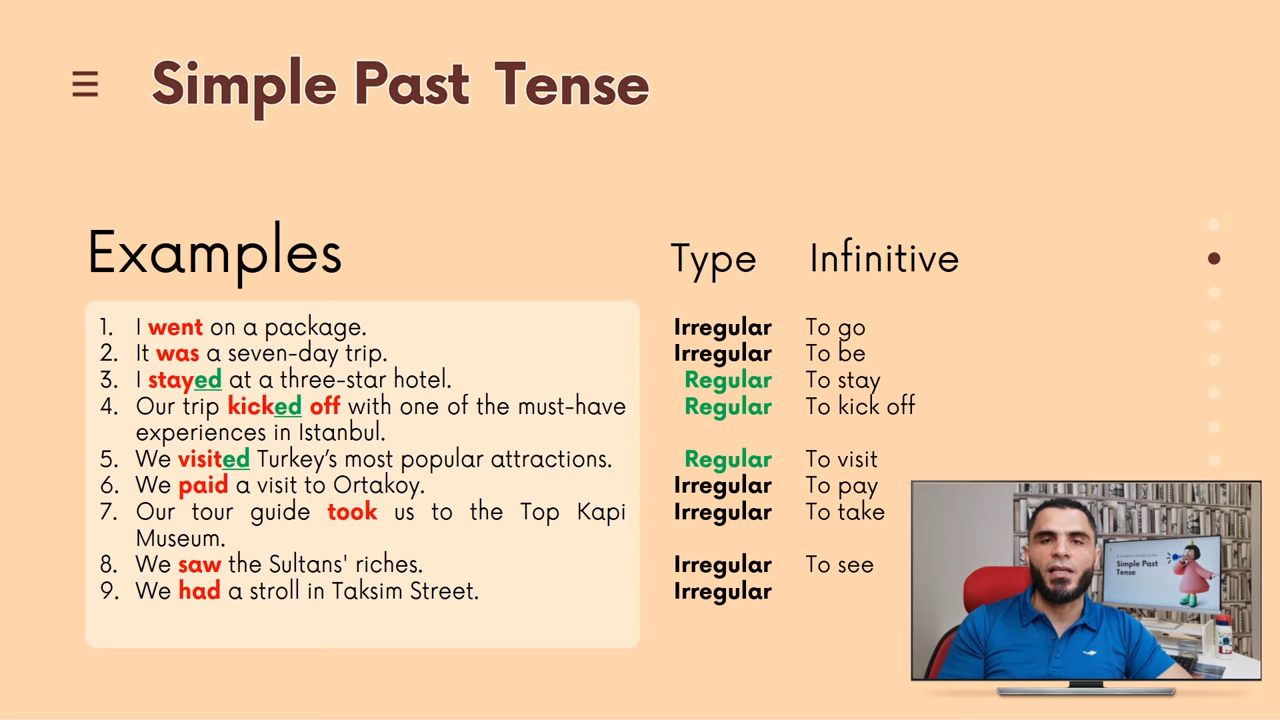 Simple Past Tense
Examples
Type Infinitive
1. I went on a package. Irregular To go
2. It was a seven-day trip. Irregular To be
3. I stayed at a three-star hotel. Regular To stay
4. Our trip kicked off with one of the must-have Regular To kick off
experiences in Istanbul.
5. We visited Turkey's most popular attractions. Regular To visit
6. We paid a visit to Ortakoy. Irregular To pay
7. Our tour guide took us to the Top Kapi Irregular To take
Museum.
8. We saw the Sultans' riches. Irregular To see
9. We had a stroll in Taksim Street. Irregular
Simple Past
Tense